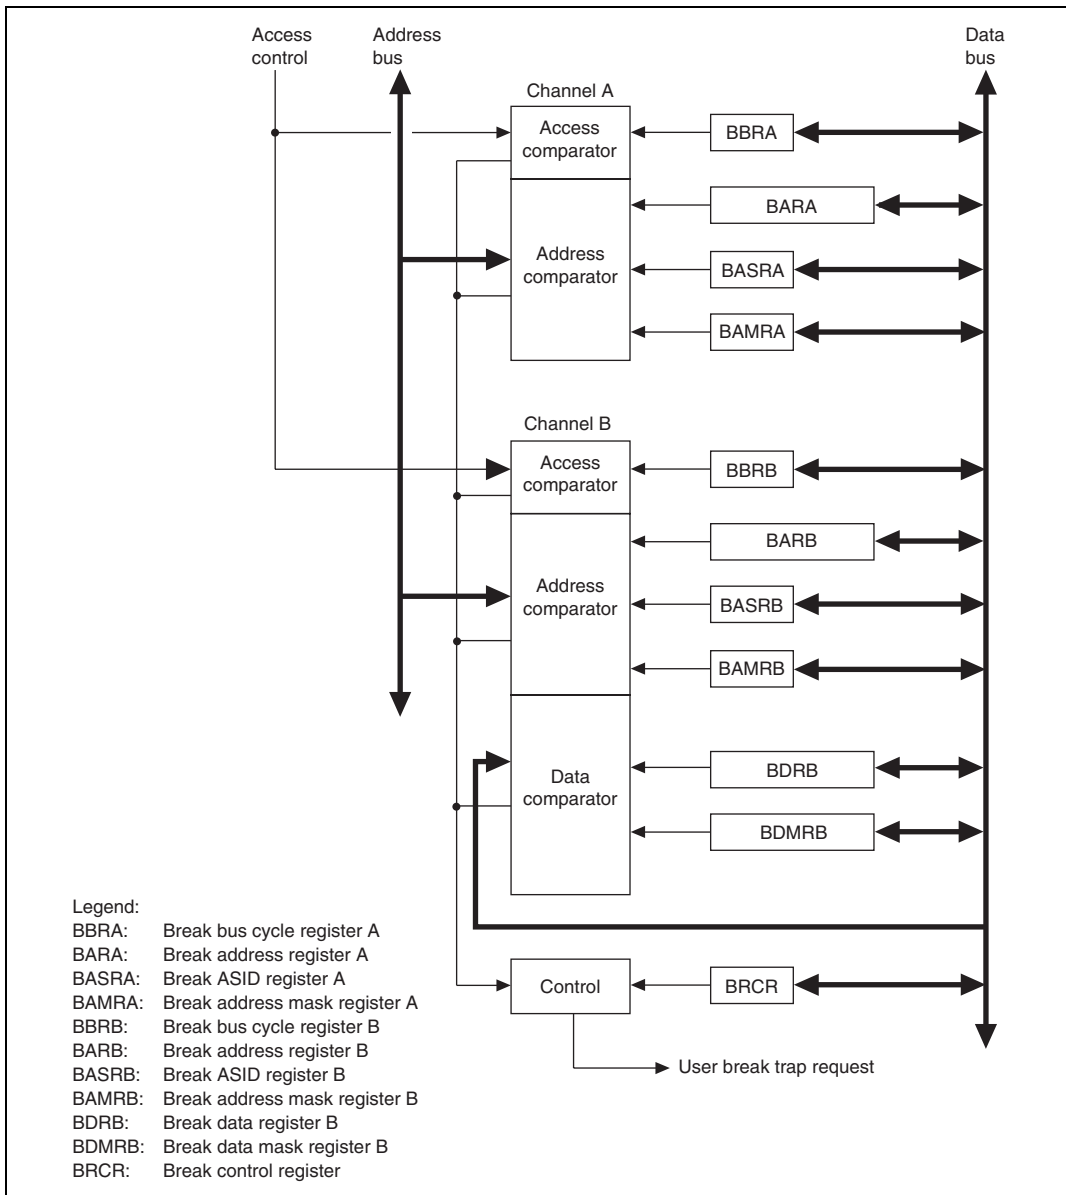 Access
control
Address
bus
Data
bus
Channel A
Access
comparator
BBRA
BARA
Address
comparator
BASRA
BAMRA
Channel B
Access
comparator
BBRB
BARB
Address
comparator
BASRB
BAMRB
Data
comparator
BDRB
BDMRB
Control
BRCR
User break trap request
Legend:
BBRA: Break bus cycle register A
BARA: Break address register A
BASRA: Break ASID register A
BAMRA: Break address mask register A
BBRB: Break bus cycle register B
BARB: Break address register B
BASRB: Break ASID register B
BAMRB: Break address mask register B
BDRB: Break data register B
BDMRB: Break data mask register B
BRCR: Break control register